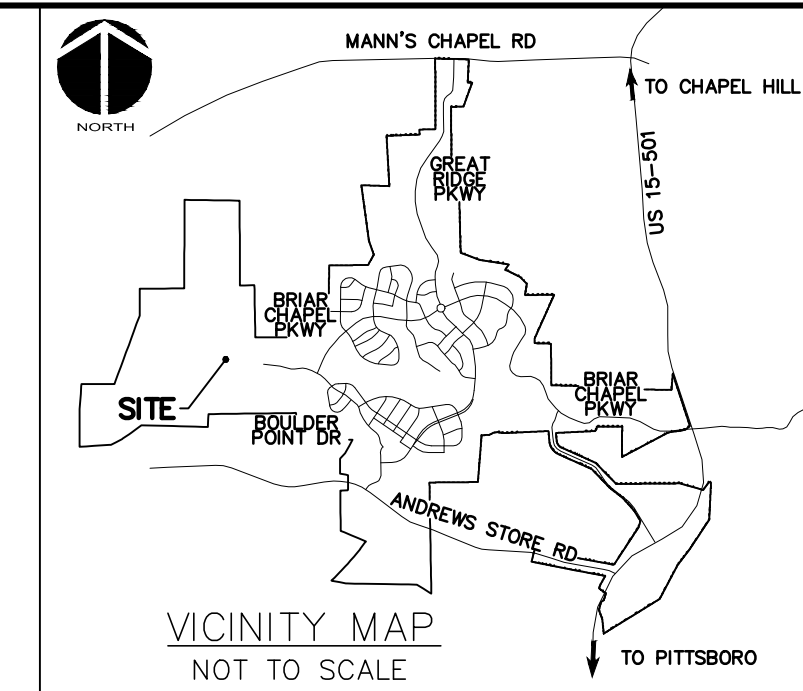 MANN'S CHAPEL RD
NORTH
TO CHAPEL HILL
US 15-501
GREAT
RIDGE
PKWY
BRIAR
CHAPEL
PKWY
SITE
BOULDER
POINT DR
BRIAR
CHAPEL
PKWY
ANDREWS STORE RD
VICINITY MAP
NOT TO SCALE
TO PITTSBORO